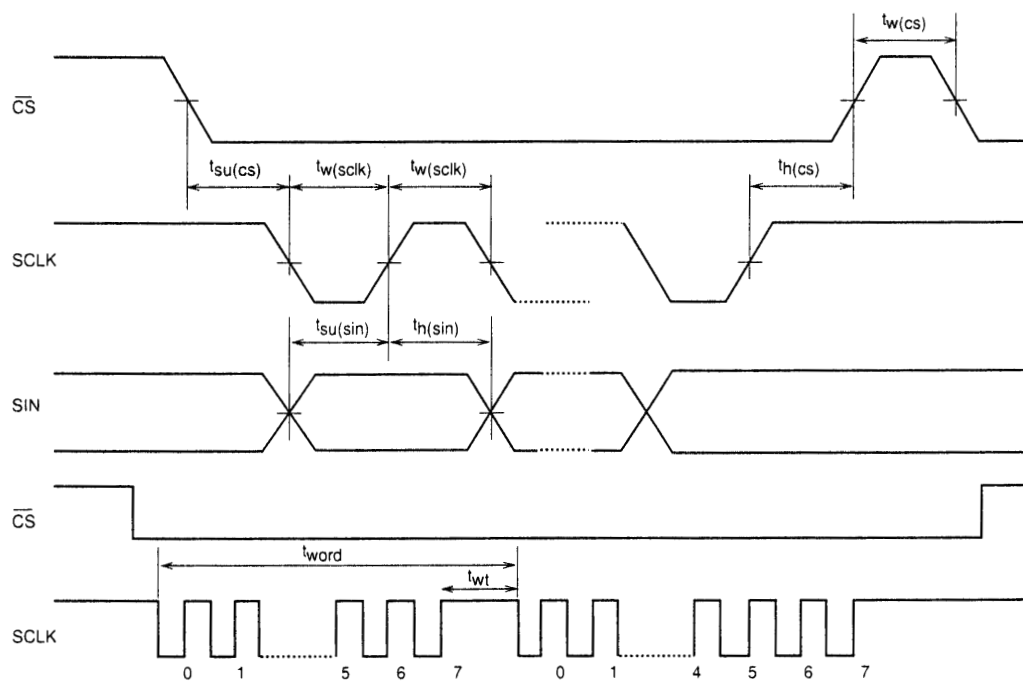 tw(cs)
CS
tsu(cs) tw(sclk) tw(sclk) th(cs)
SCLK
tsu(sin) th(sin)
SIN
CS
tword
twt
SCLK
0 1 5 6 7 0 1 4 5 6 7